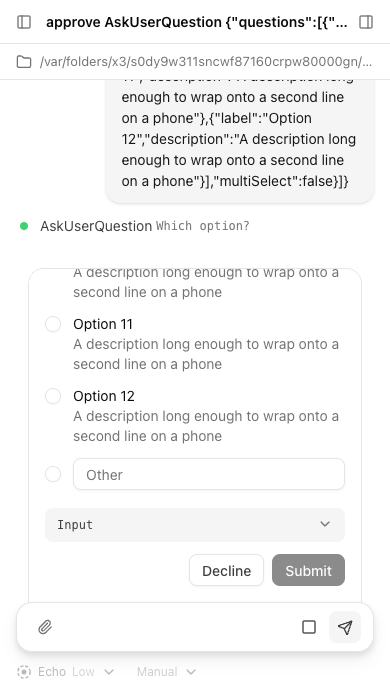 approve AskUserQuestion {"questions":[{"...
/var/folders/x3/s0dy9w311sncwf87160crpw80000gn/...
enough to wrap onto a second line
on a phone"},{"label":"Option
12","description":"A description long
enough to wrap onto a second line
on a phone"}],"multiSelect":false}]}
AskUserQuestion Which option?
A description long enough to wrap onto a
second line on a phone
Option 11
A description long enough to wrap onto a
second line on a phone
Option 12
A description long enough to wrap onto a
second line on a phone
Other
Input
Decline
Submit
Echo Low
Manual